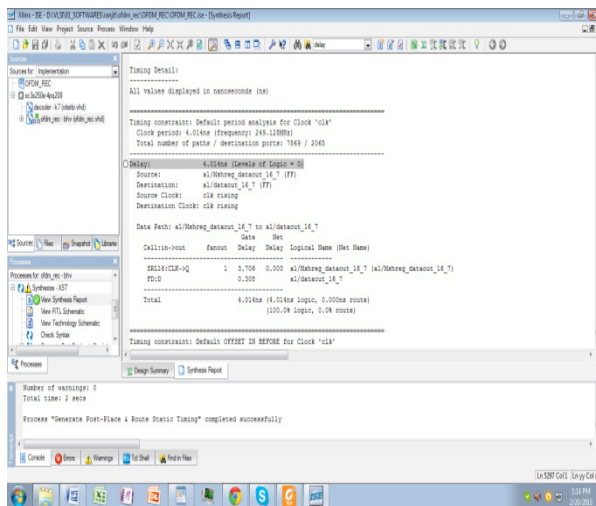 Xilinx - ISE - D:\VLSI\01_SOFTWARES\ranjit\ofdm_rec\OFDM_REC\OFDM_REC.ise - [Synthesis Report]
File Edit View Project Source Process Window Help
delay
Sources
Sources for: Implementation
OFDM_REC
xc3s250e-4pq208
decoder - k7 (viterbi.vhd)
ofdm_rec - bhv (ofdm_rec.vhd)
Sources Files Snapshot Libraries
Processes
Processes for: ofdm_rec - bhv
Synthesize - XST
View Synthesis Report
View RTL Schematic
View Technology Schematic
Check Syntax
Processes
Timing Detail:
--------------
All values displayed in nanoseconds (ns)
Timing constraint: Default period analysis for Clock 'clk'
Clock period: 4.014ns (frequency: 249.128MHz)
Total number of paths / destination ports: 7869 / 2065
Delay: 4.014ns (Levels of Logic = 0)
Source: a1/Mshreg_dataout_16_7 (FF)
Destination: a1/dataout_16_7 (FF)
Source Clock: clk rising
Destination Clock: clk rising
Data Path: a1/Mshreg_dataout_16_7 to a1/dataout_16_7
Gate Net
Cell:in->out fanout Delay Delay Logical Name (Net Name)
SRL16:CLK->Q 1 3.706 0.000 a1/Mshreg_dataout_16_7 (a1/Mshreg_dataout_16_7)
FD:D 0.308 a1/dataout_16_7
Total 4.014ns (4.014ns logic, 0.000ns route)
(100.0% logic, 0.0% route)
Timing constraint: Default OFFSET IN BEFORE for Clock 'clk'
Design Summary Synthesis Report
Number of warnings: 0
Total time: 2 secs
Process "Generate Post-Place & Route Static Timing" completed successfully
Console Errors Warnings Tcl Shell Find in Files
Ln 5297 Col 1
ISE
1:14 PM
2/20/2015